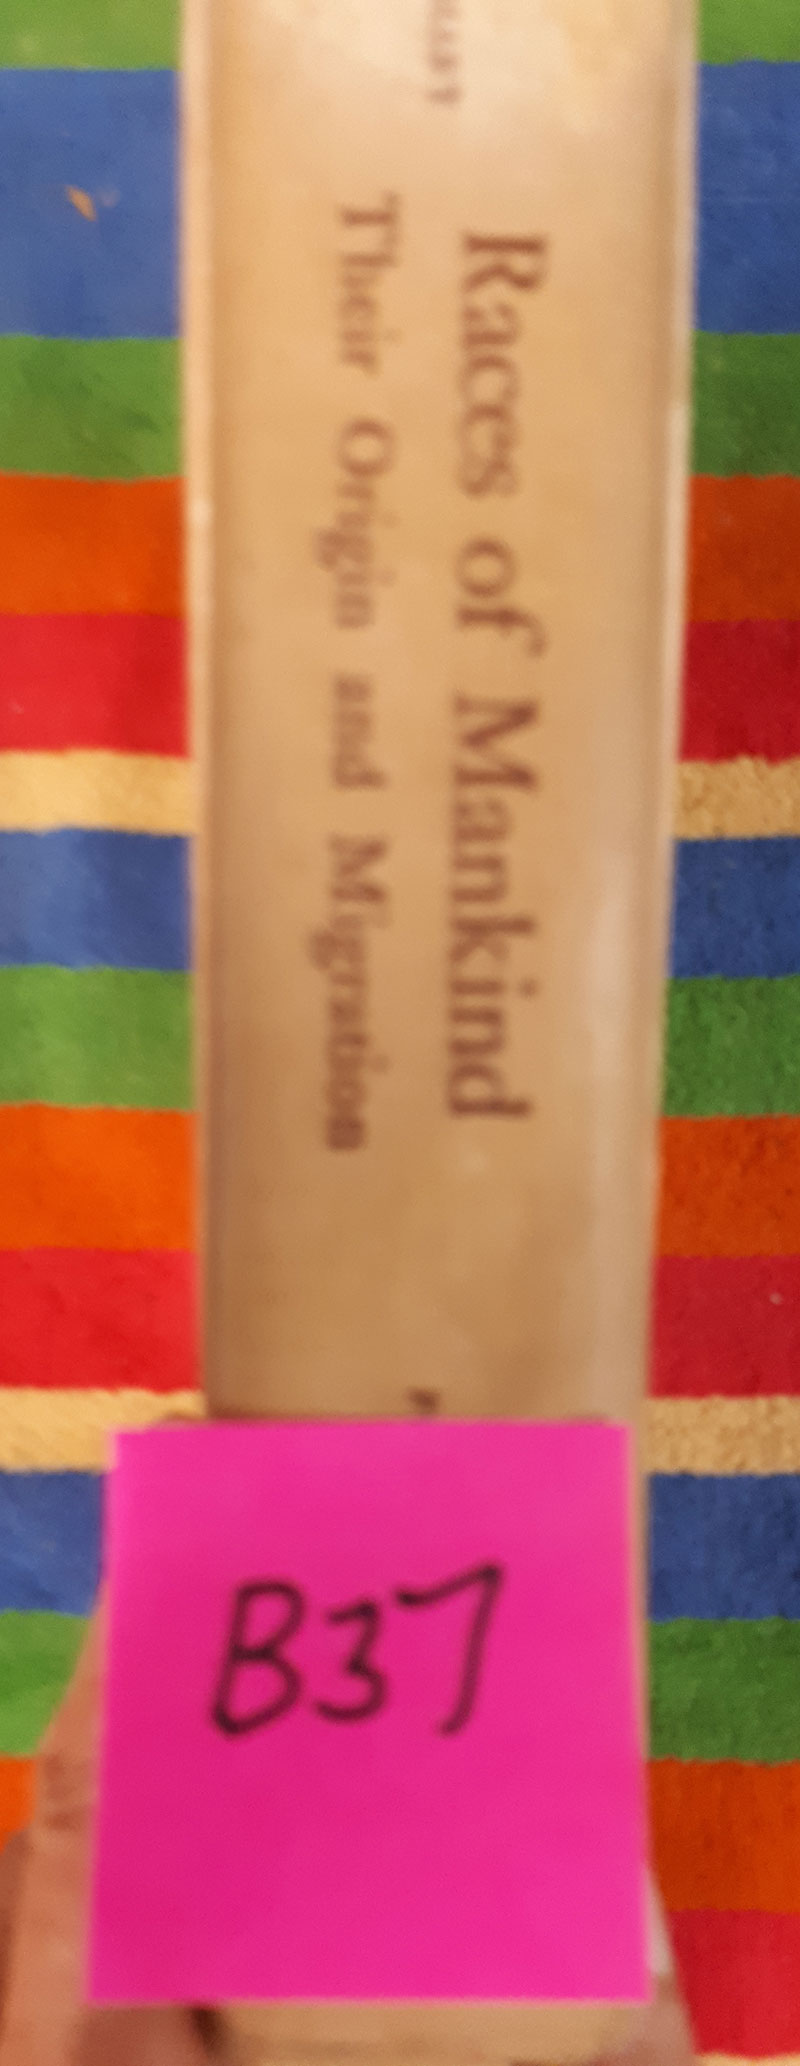 Races of Mankind
Their Origin and Migration
B37